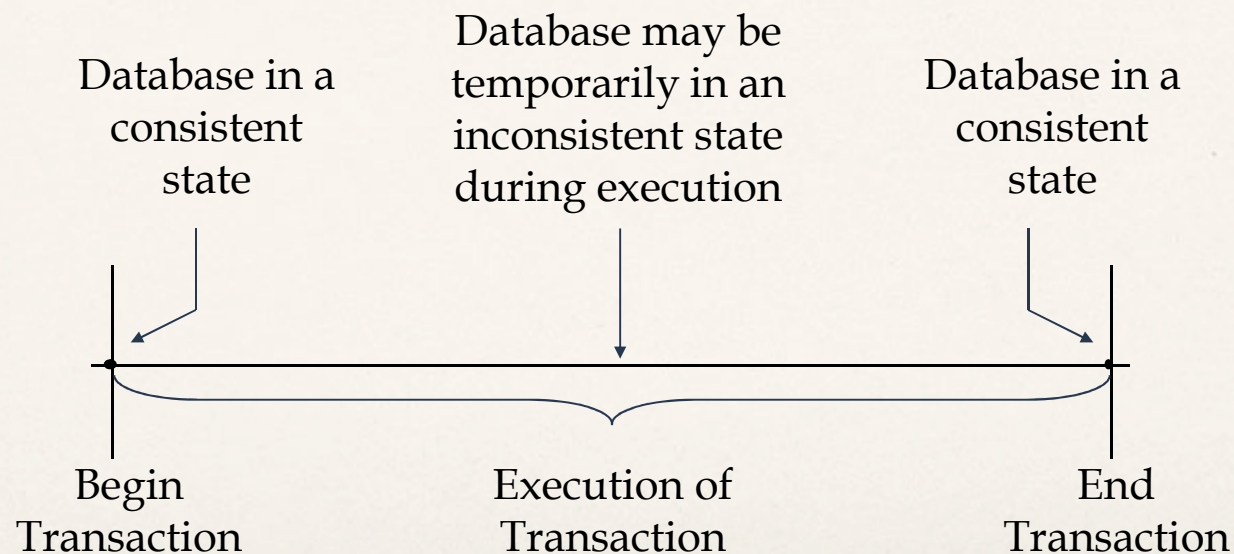 Database in a
consistent
state
Database may be
temporarily in an
inconsistent state
during execution
Database in a
consistent
state
Begin
Transaction
Execution of
Transaction
End
Transaction